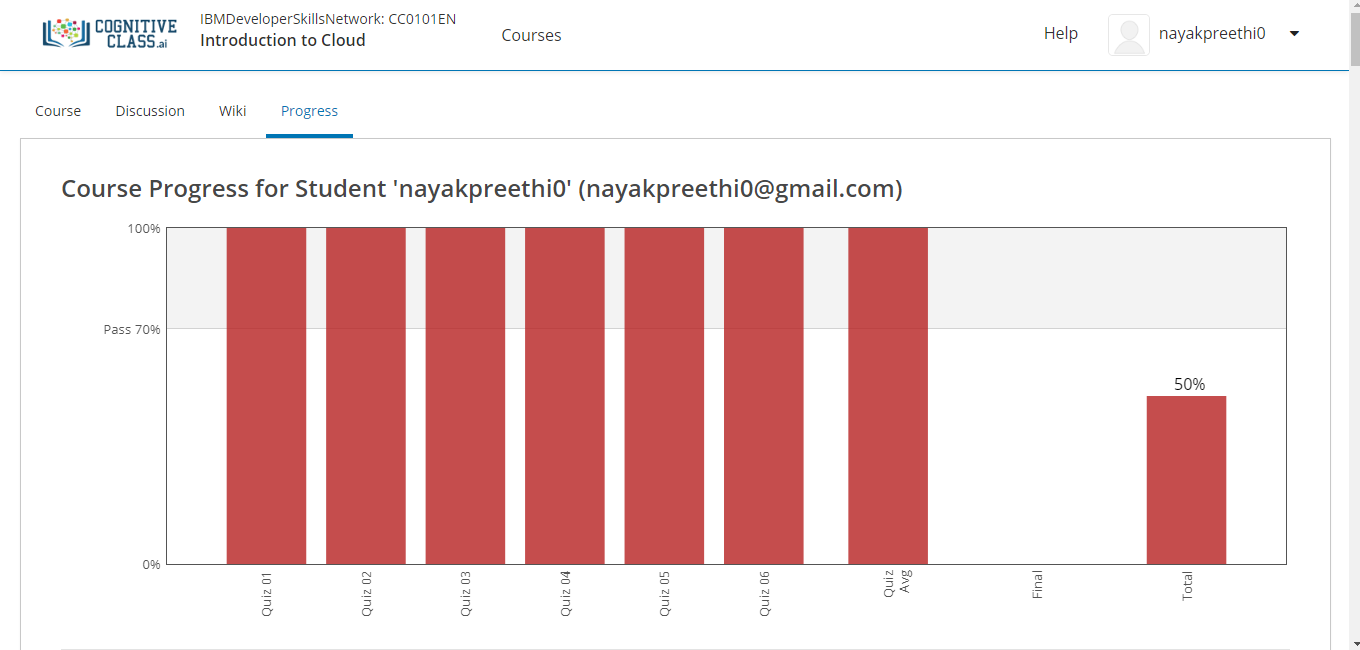 COGNITIVE
CLASS.ai
IBMDeveloperSkillsNetwork: CC0101EN
Introduction to Cloud
Courses
Help
nayakpreethi0
Course
Discussion
Wiki
Progress
Course Progress for Student 'nayakpreethi0' (nayakpreethi0@gmail.com)
100%
Pass 70%
0%
50%
Quiz 01
Quiz 02
Quiz 03
Quiz 04
Quiz 05
Quiz 06
Quiz
Avg
Final
Total